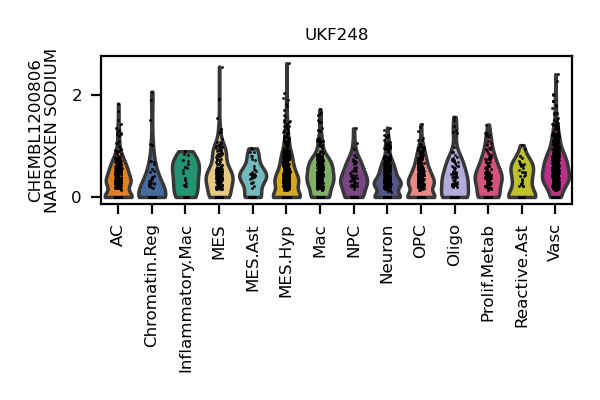 UKF248
CHEMBL1200806
NAPROXEN SODIUM
2
0
AC
Chromatin.Reg
Inflammatory.Mac
MES
MES.Ast
MES.Hyp
Mac
NPC
Neuron
OPC
Oligo
Prolif.Metab
Reactive.Ast
Vasc